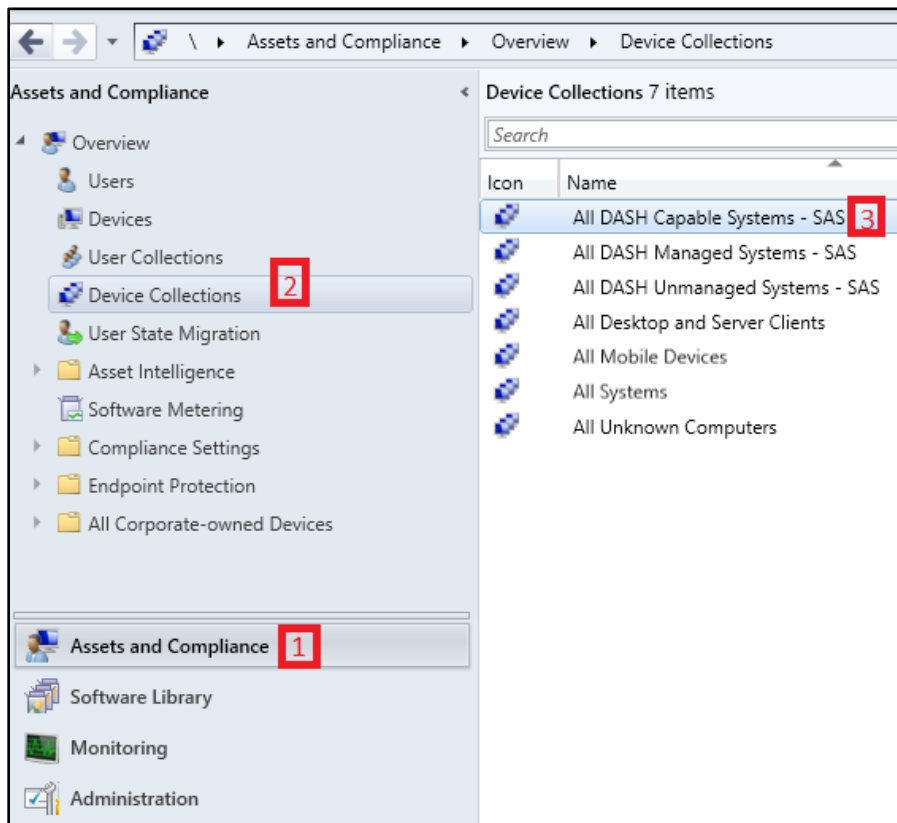 \ Assets and Compliance Overview Device Collections
Assets and Compliance
Overview
Users
Devices
User Collections
Device Collections 2
User State Migration
Asset Intelligence
Software Metering
Compliance Settings
Endpoint Protection
All Corporate-owned Devices
Assets and Compliance 1
Software Library
Monitoring
Administration
Device Collections 7 items
Search
Icon Name
All DASH Capable Systems - SAS 3
All DASH Managed Systems - SAS
All DASH Unmanaged Systems - SAS
All Desktop and Server Clients
All Mobile Devices
All Systems
All Unknown Computers